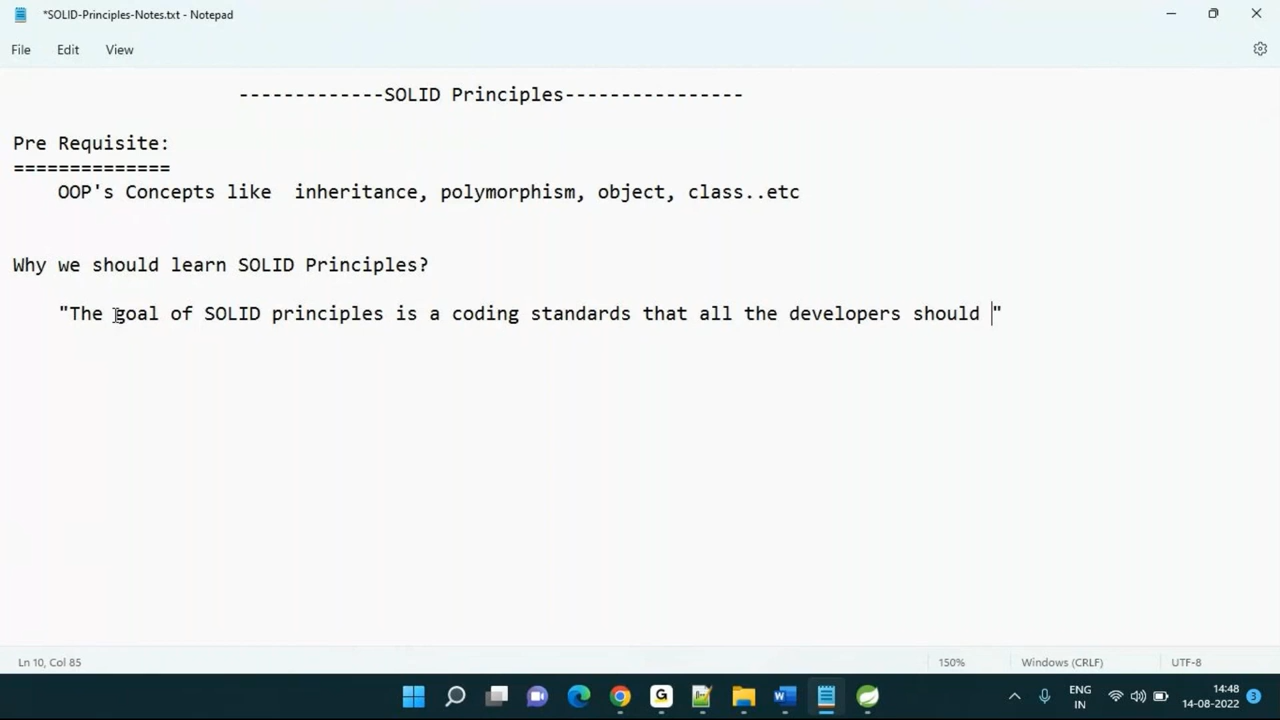 *SOLID-Principles-Notes.txt - Notepad
File Edit View
-------------SOLID Principles----------------
Pre Requisite:
==============
OOP's Concepts like  inheritance, polymorphism, object, class..etc
Why we should learn SOLID Principles?
"The goal of SOLID principles is a coding standards that all the developers should "
Ln 10, Col 85 150% Windows (CRLF) UTF-8
ENG
IN
14:48
14-08-2022
3